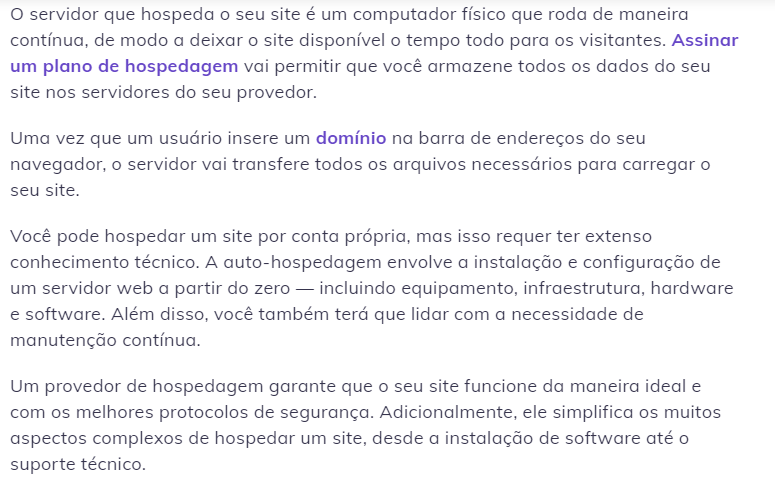 O servidor que hospeda o seu site é um computador físico que roda de maneira
contínua, de modo a deixar o site disponível o tempo todo para os visitantes. Assinar
um plano de hospedagem vai permitir que você armazene todos os dados do seu
site nos servidores do seu provedor.
Uma vez que um usuário insere um domínio na barra de endereços do seu
navegador, o servidor vai transfere todos os arquivos necessários para carregar o
seu site.
Você pode hospedar um site por conta própria, mas isso requer ter extenso
conhecimento técnico. A auto-hospedagem envolve a instalação e configuração de
um servidor web a partir do zero — incluindo equipamento, infraestrutura, hardware
e software. Além disso, você também terá que lidar com a necessidade de
manutenção contínua.
Um provedor de hospedagem garante que o seu site funcione da maneira ideal e
com os melhores protocolos de segurança. Adicionalmente, ele simplifica os muitos
aspectos complexos de hospedar um site, desde a instalação de software até o
suporte técnico.